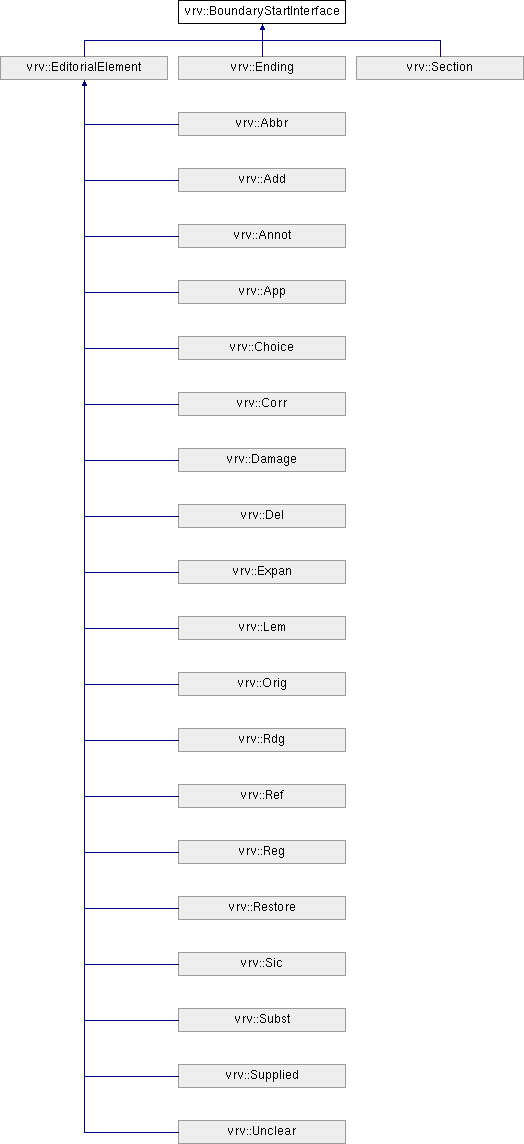 vrv::BoundaryStartInterface
vrv::EditorialElement
vrv::Ending
vrv::Section
vrv::Abbr
vrv::Add
vrv::Annot
vrv::App
vrv::Choice
vrv::Corr
vrv::Damage
vrv::Del
vrv::Expan
vrv::Lem
vrv::Orig
vrv::Rdg
vrv::Ref
vrv::Reg
vrv::Restore
vrv::Sic
vrv::Subst
vrv::Supplied
vrv::Unclear